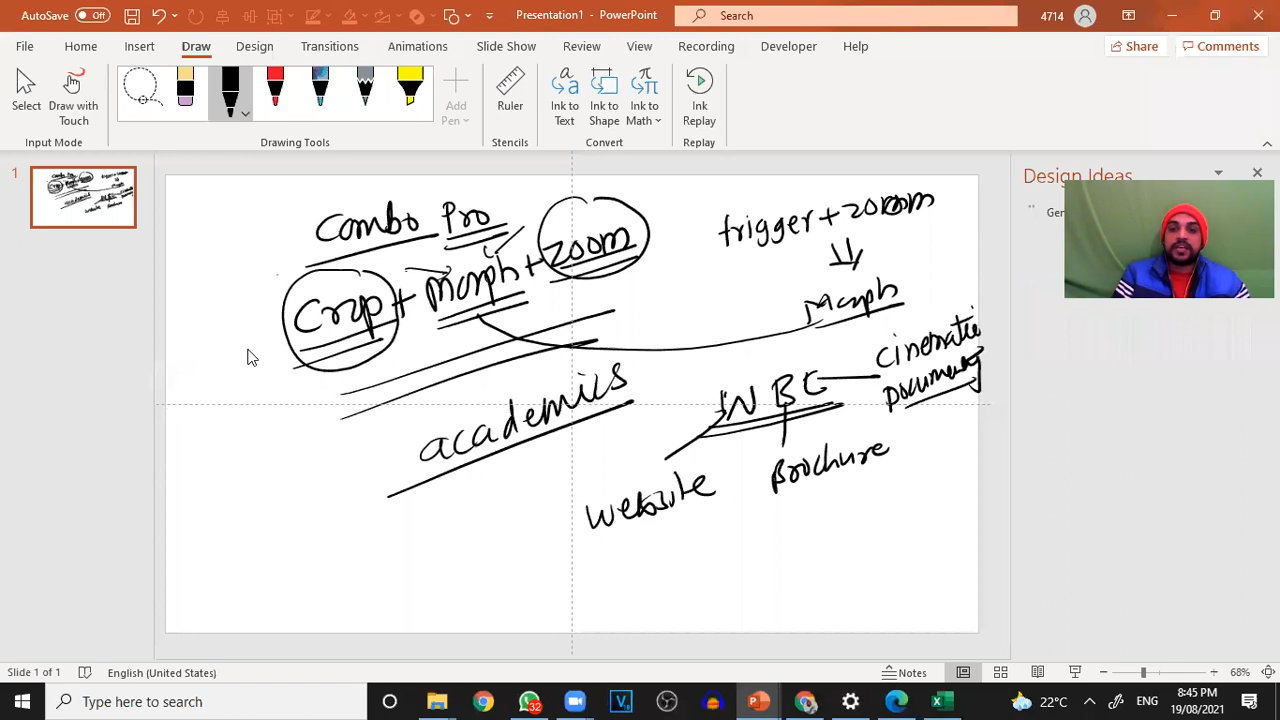 AutoSave Off Presentation1 - PowerPoint Search 4714
File Home Insert Draw Design Transitions Animations Slide Show Review View Recording Developer Help Share Comments
Select
Draw with
Touch
Add
Pen
Ruler
Ink to
Text
Ink to
Shape
Ink to
Math
Ink
Replay
Input Mode Drawing Tools Stencils Convert Replay
1
Combo Pro
Crop + Morph + zoom
academics
trigger + zoom
Morph
WBC
cinematic
Website
Brochure
Design Ideas
Slide 1 of 1 English (United States) Notes 68%
Type here to search 32 22°C ENG
8:45 PM
19/08/2021